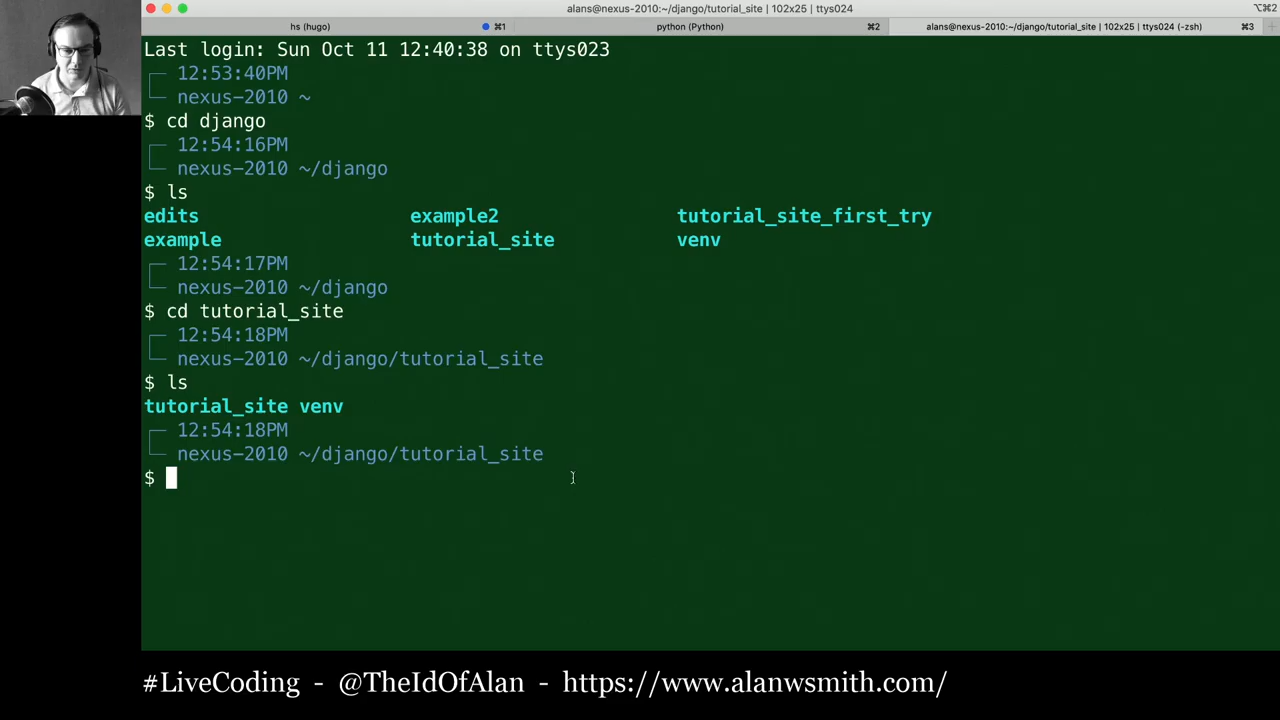 alans@nexus-2010:~/django/tutorial_site | 102x25 | ttys024
⌥⌘2
hs (hugo) ⌘1
python (Python) ⌘2
alans@nexus-2010:~/django/tutorial_site | 102x25 | ttys024 (-zsh) ⌘3
Last login: Sun Oct 11 12:40:38 on ttys023
12:53:40PM
nexus-2010 ~
$ cd django
12:54:16PM
nexus-2010 ~/django
$ ls
edits example2 tutorial_site_first_try
example tutorial_site venv
12:54:17PM
nexus-2010 ~/django
$ cd tutorial_site
12:54:18PM
nexus-2010 ~/django/tutorial_site
$ ls
tutorial_site venv
12:54:18PM
nexus-2010 ~/django/tutorial_site
$
#LiveCoding - @TheIdOfAlan - https://www.alanwsmith.com/